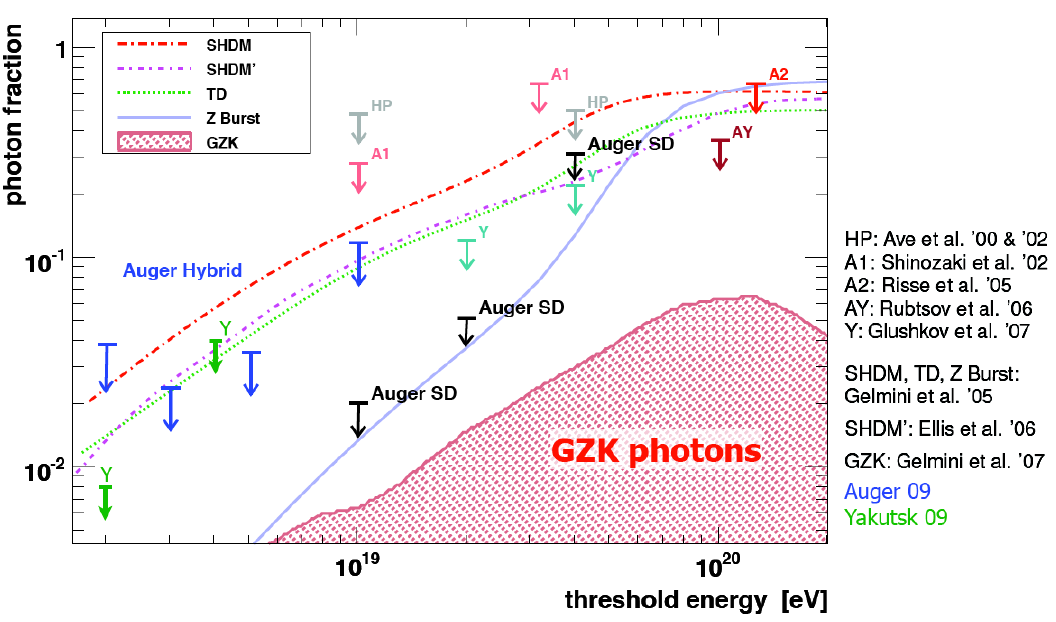 photon fraction
1
10-1
10-2
SHDM
SHDM'
TD
Z Burst
GZK
HP
A1
A1
HP
A2
Auger SD
AY
Y
Y
Auger Hybrid
Auger SD
Y
Auger SD
Y
GZK photons
1019
1020
threshold energy [eV]
HP: Ave et al. '00 & '02
A1: Shinozaki et al. '02
A2: Risse et al. '05
AY: Rubtsov et al. '06
Y: Glushkov et al. '07
SHDM, TD, Z Burst:
Gelmini et al. '05
SHDM': Ellis et al. '06
GZK: Gelmini et al. '07
Auger 09
Yakutsk 09